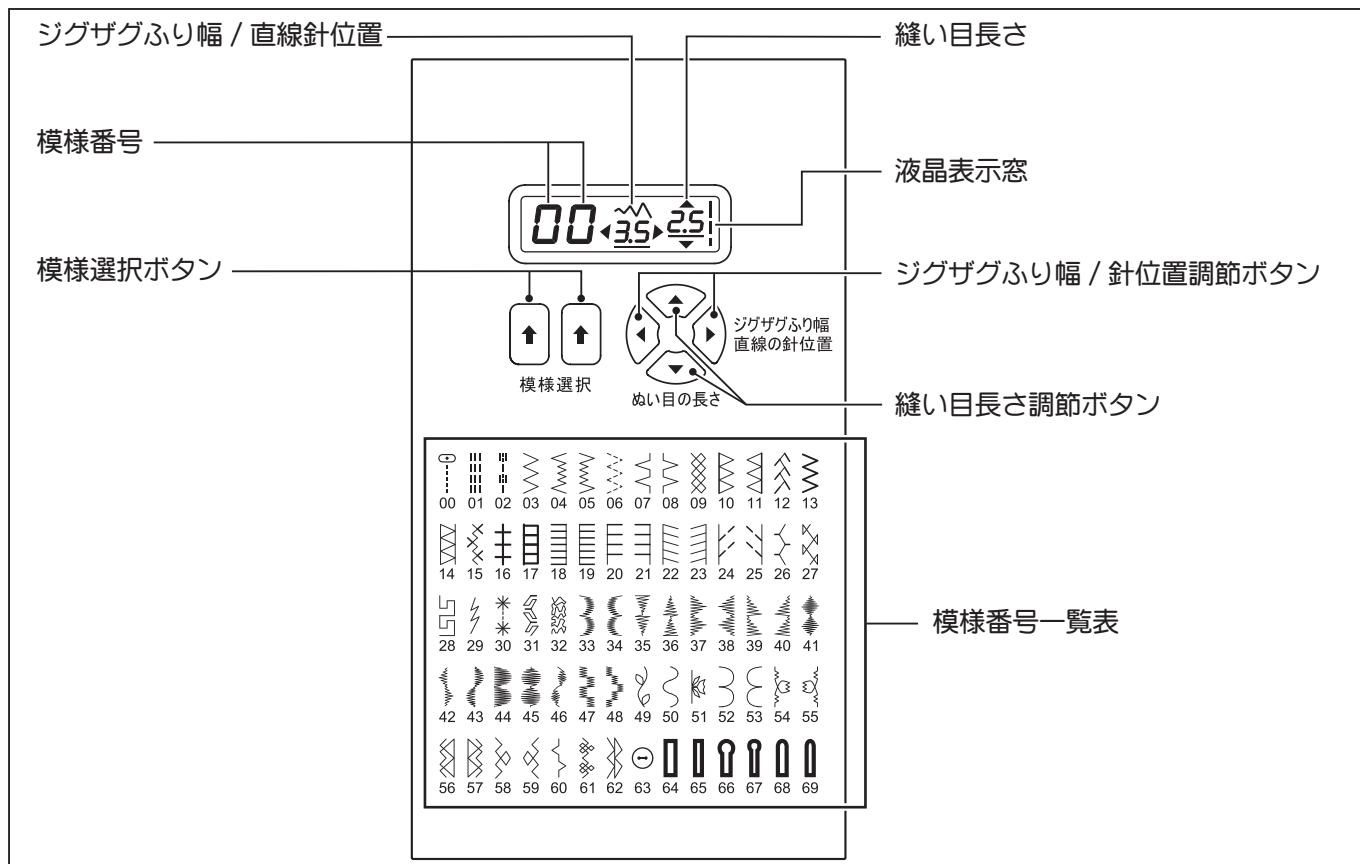 ジグザグふり幅 / 直線針位置
縫い目長さ
模様番号
液晶表示窓
00 3.5 2.5
模様選択ボタン
ジグザグふり幅 / 針位置調節ボタン
ジグザグふり幅
直線の針位置
模様選択
ぬい目の長さ
縫い目長さ調節ボタン
00 01 02 03 04 05 06 07 08 09 10 11 12 13
14 15 16 17 18 19 20 21 22 23 24 25 26 27
模様番号一覧表
28 29 30 31 32 33 34 35 36 37 38 39 40 41
42 43 44 45 46 47 48 49 50 51 52 53 54 55
56 57 58 59 60 61 62 63 64 65 66 67 68 69